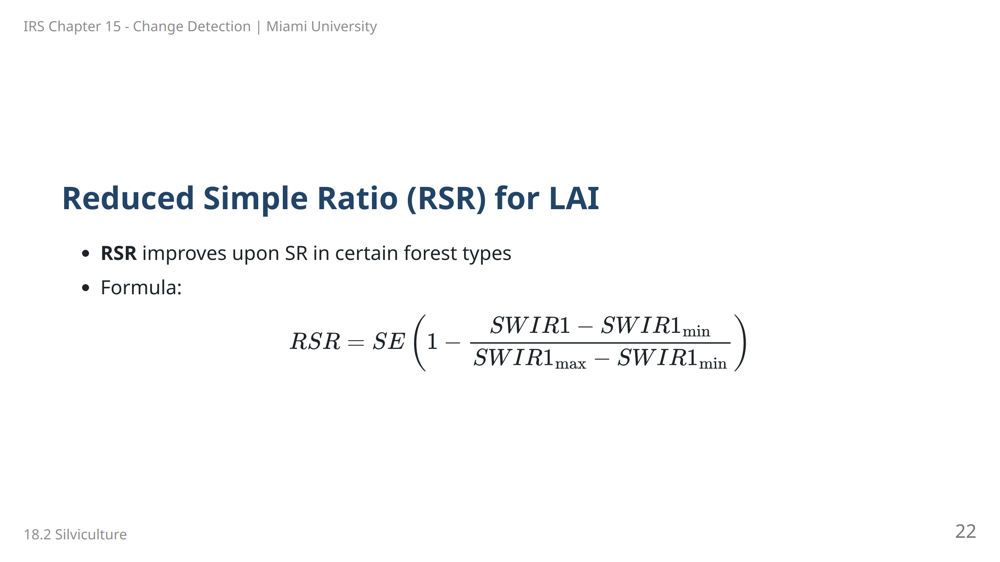 IRS Chapter 15 - Change Detection | Miami University
Reduced Simple Ratio (RSR) for LAI
• RSR improves upon SR in certain forest types
• Formula:
$RSR = SE \left( 1 - \frac{SWIR1 - SWIR1_{\min}}{SWIR1_{\max} - SWIR1_{\min}} \right)$
18.2 Silviculture
22